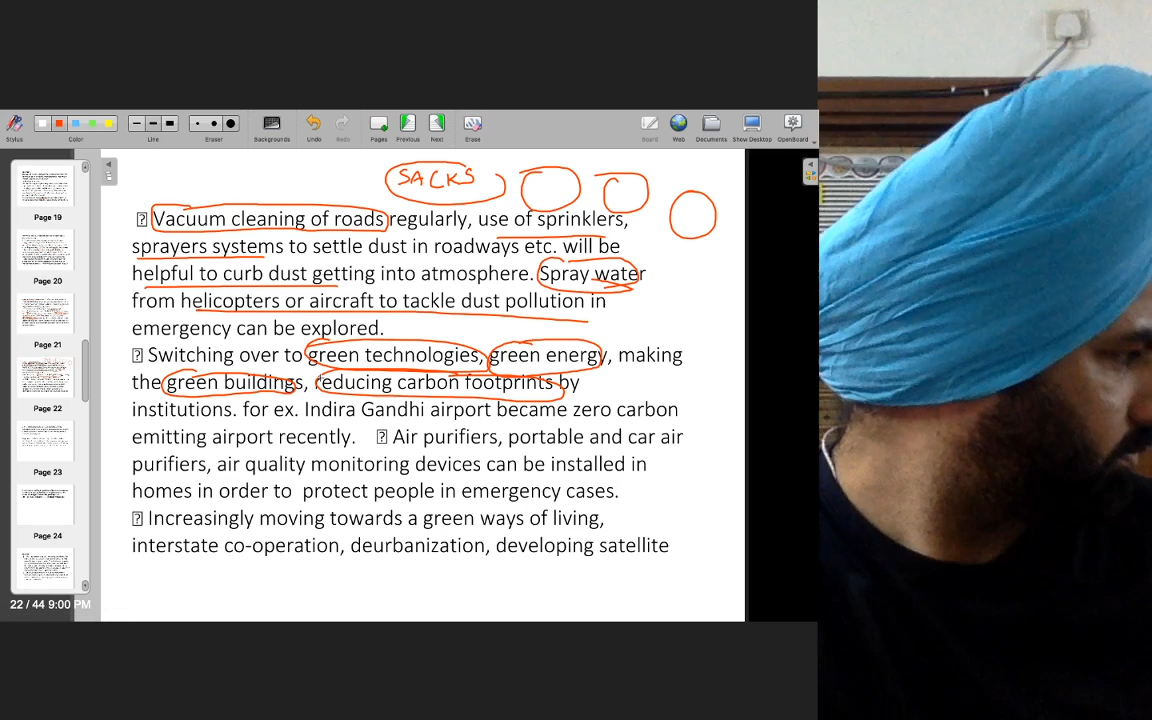 Stylus
Color
Line
Eraser
Backgrounds
Undo
Redo
Pages
Previous
Next
Erase
Board
Web
Documents
Show Desktop
OpenBoard
SACKS
Vacuum cleaning of roads regularly, use of sprinklers,
sprayers systems to settle dust in roadways etc. will be
helpful to curb dust getting into atmosphere. Spray water
from helicopters or aircraft to tackle dust pollution in
emergency can be explored.
Switching over to green technologies, green energy, making
the green buildings, reducing carbon footprints by
institutions. for ex. Indira Gandhi airport became zero carbon
emitting airport recently. Air purifiers, portable and car air
purifiers, air quality monitoring devices can be installed in
homes in order to protect people in emergency cases.
Increasingly moving towards a green ways of living,
interstate co-operation, deurbanization, developing satellite
Page 19
Page 20
Page 21
Page 22
Page 23
Page 24
22 / 44 9:00 PM